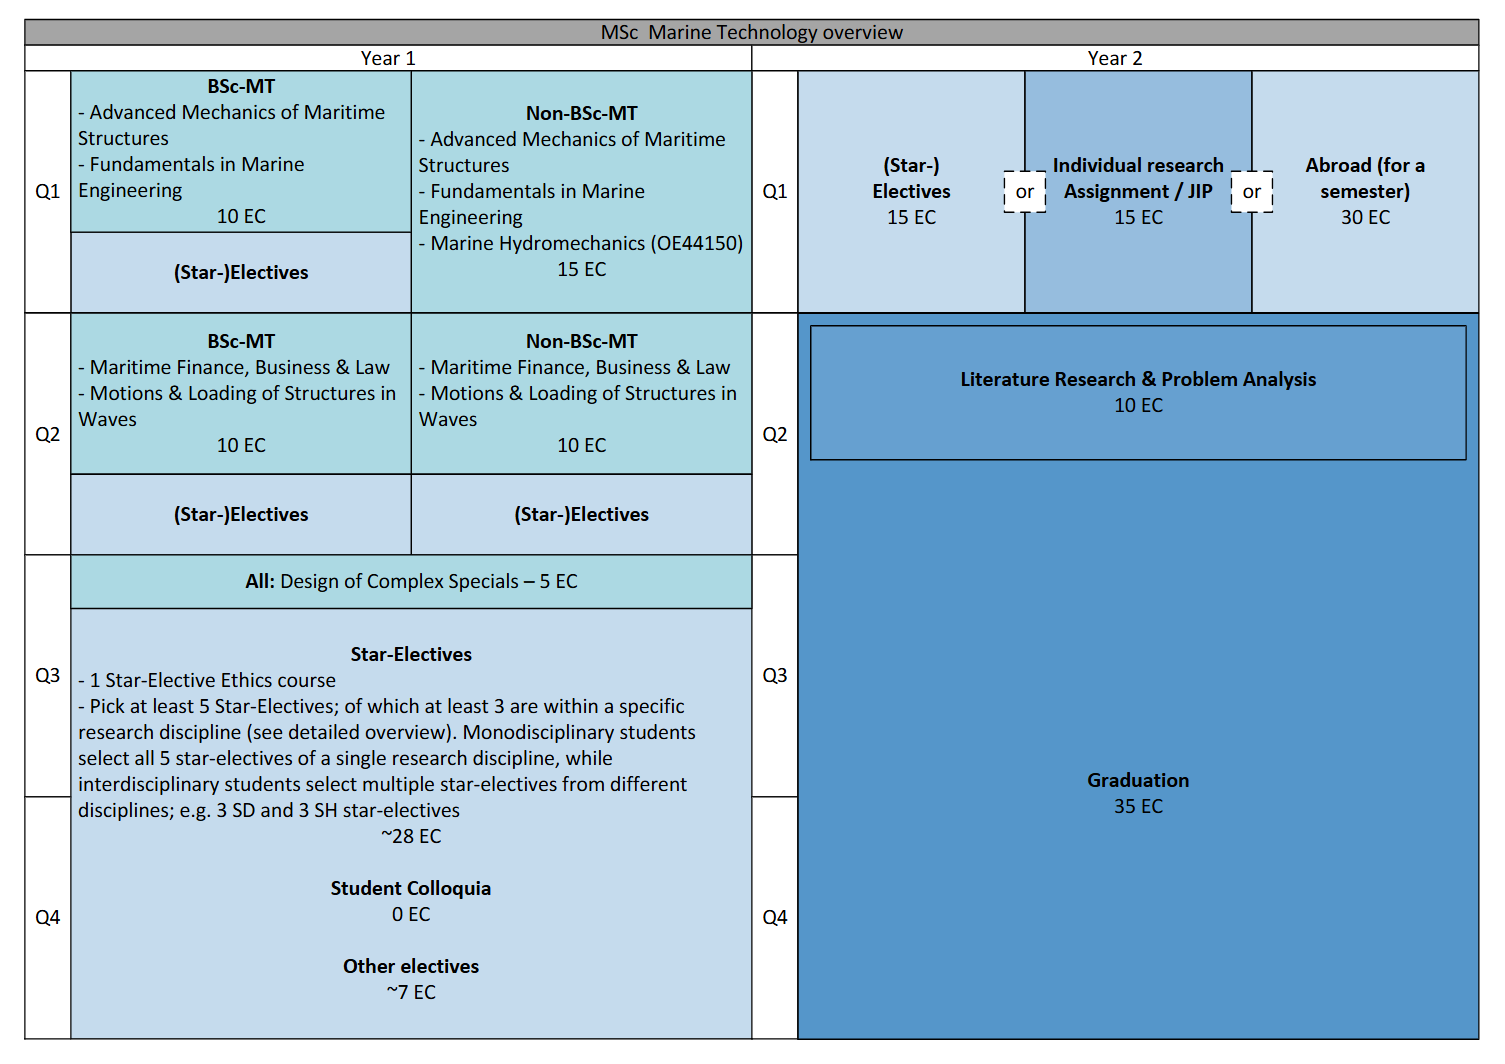 MSc  Marine Technology overview
Year 1
Year 2
Q1
BSc-MT
- Advanced Mechanics of Maritime
Structures
- Fundamentals in Marine
Engineering
10 EC
(Star-)Electives
Non-BSc-MT
- Advanced Mechanics of Maritime
Structures
- Fundamentals in Marine
Engineering
- Marine Hydromechanics (OE44150)
15 EC
Q1
(Star-)
Electives
15 EC
or
Individual research
Assignment / JIP
15 EC
or
Abroad (for a
semester)
30 EC
Q2
BSc-MT
- Maritime Finance, Business & Law
- Motions & Loading of Structures in
Waves
10 EC
(Star-)Electives
Non-BSc-MT
- Maritime Finance, Business & Law
- Motions & Loading of Structures in
Waves
10 EC
(Star-)Electives
Q2
Literature Research & Problem Analysis
10 EC
Q3
All: Design of Complex Specials – 5 EC
Star-Electives
- 1 Star-Elective Ethics course
- Pick at least 5 Star-Electives; of which at least 3 are within a specific
research discipline (see detailed overview). Monodisciplinary students
select all 5 star-electives of a single research discipline, while
interdisciplinary students select multiple star-electives from different
disciplines; e.g. 3 SD and 3 SH star-electives
~28 EC
Q4
Student Colloquia
0 EC
Other electives
~7 EC
Q3
Graduation
35 EC
Q4